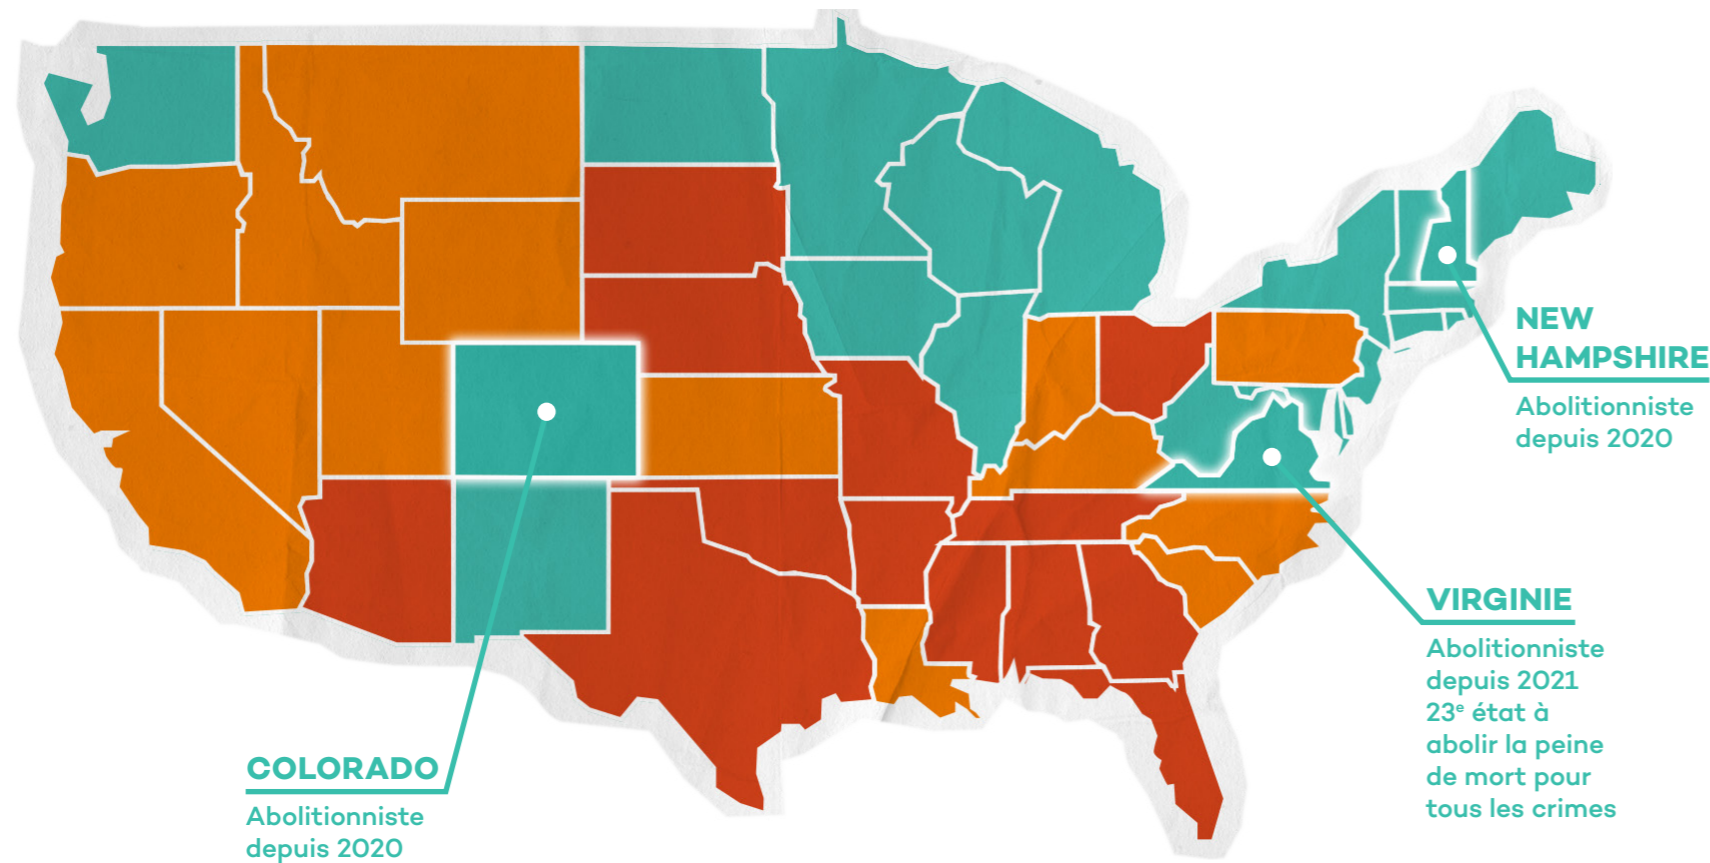 NEW
HAMPSHIRE
Abolitionniste
depuis 2020
VIRGINIE
Abolitionniste
depuis 2021
23ᵉ état à
abolir la peine
de mort pour
tous les crimes
COLORADO
Abolitionniste
depuis 2020